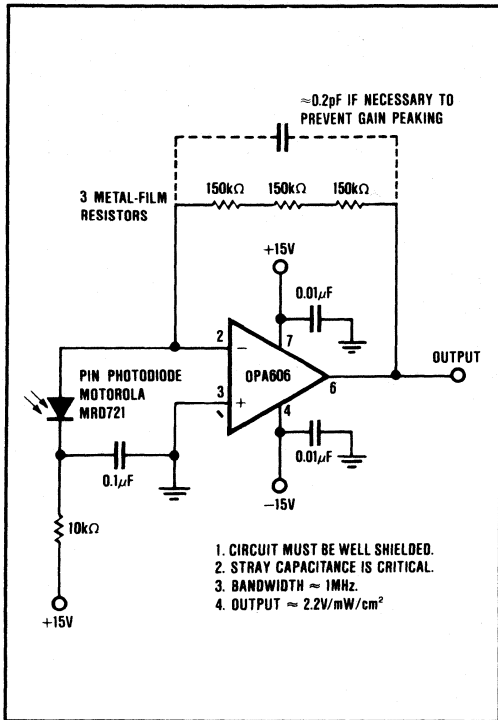 ≈0.2pF IF NECESSARY TO
PREVENT GAIN PEAKING
3 METAL-FILM
RESISTORS
150kΩ 150kΩ 150kΩ
+15V
0.01μF
2
−
7
OPA606
OUTPUT
6
3
+
4
PIN PHOTODIODE
MOTOROLA
MRD721
0.1μF
0.01μF
−15V
10kΩ
+15V
1. CIRCUIT MUST BE WELL SHIELDED.
2. STRAY CAPACITANCE IS CRITICAL.
3. BANDWIDTH ≈ 1MHz.
4. OUTPUT ≈ 2.2V/mW/cm²